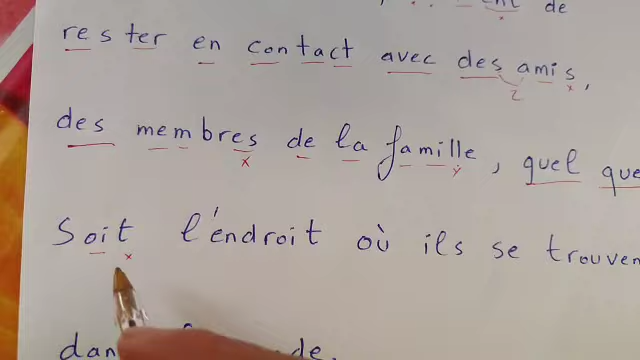 de
rester en contact avec des amis,
z
des membres de la famille, quel que
y
soit l'endroit où ils se trouven